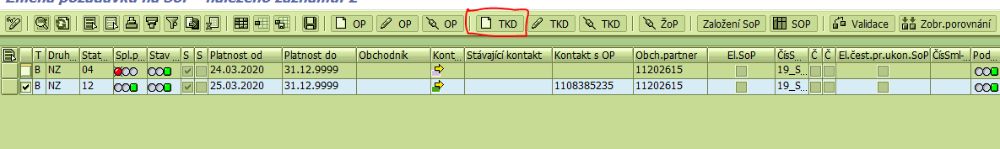 Změna požadavku na SoP - nalezeno záznamů: 2
OP OP OP TKD TKD TKD ŽoP Založení SoP SOP Validace Zobr.porovnání
T Druh... Stat... Spl.p... Stav... S S Platnost od Platnost do Obchodník Kont... Stávající kontakt Kontakt s OP Obch.partner El.SoP ČísS... Č Č El.čest.pr.ukon.SoP ČísSml-... Pod...
B NZ 04 24.03.2020 31.12.9999 11202615 19_S...
B NZ 12 25.03.2020 31.12.9999 1108385235 11202615 19_S...